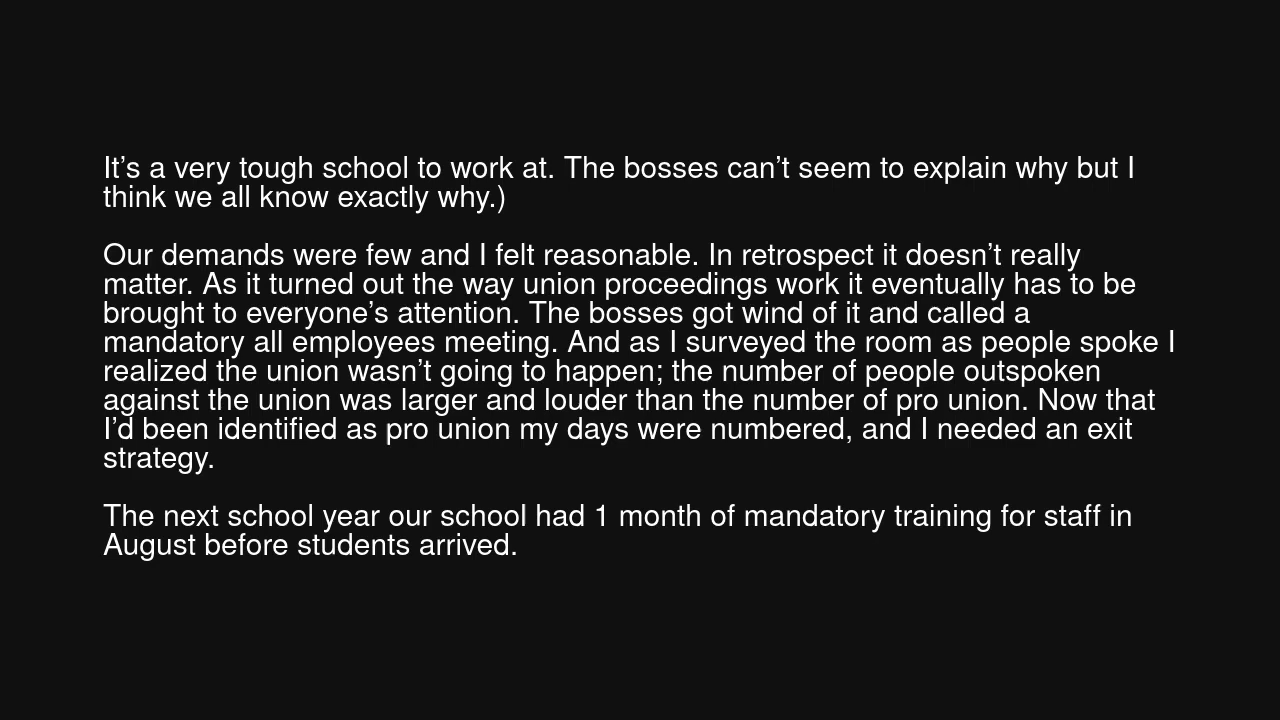 It’s a very tough school to work at. The bosses can’t seem to explain why but I
think we all know exactly why.)
Our demands were few and I felt reasonable. In retrospect it doesn’t really
matter. As it turned out the way union proceedings work it eventually has to be
brought to everyone’s attention. The bosses got wind of it and called a
mandatory all employees meeting. And as I surveyed the room as people spoke I
realized the union wasn’t going to happen; the number of people outspoken
against the union was larger and louder than the number of pro union. Now that
I’d been identified as pro union my days were numbered, and I needed an exit
strategy.
The next school year our school had 1 month of mandatory training for staff in
August before students arrived.